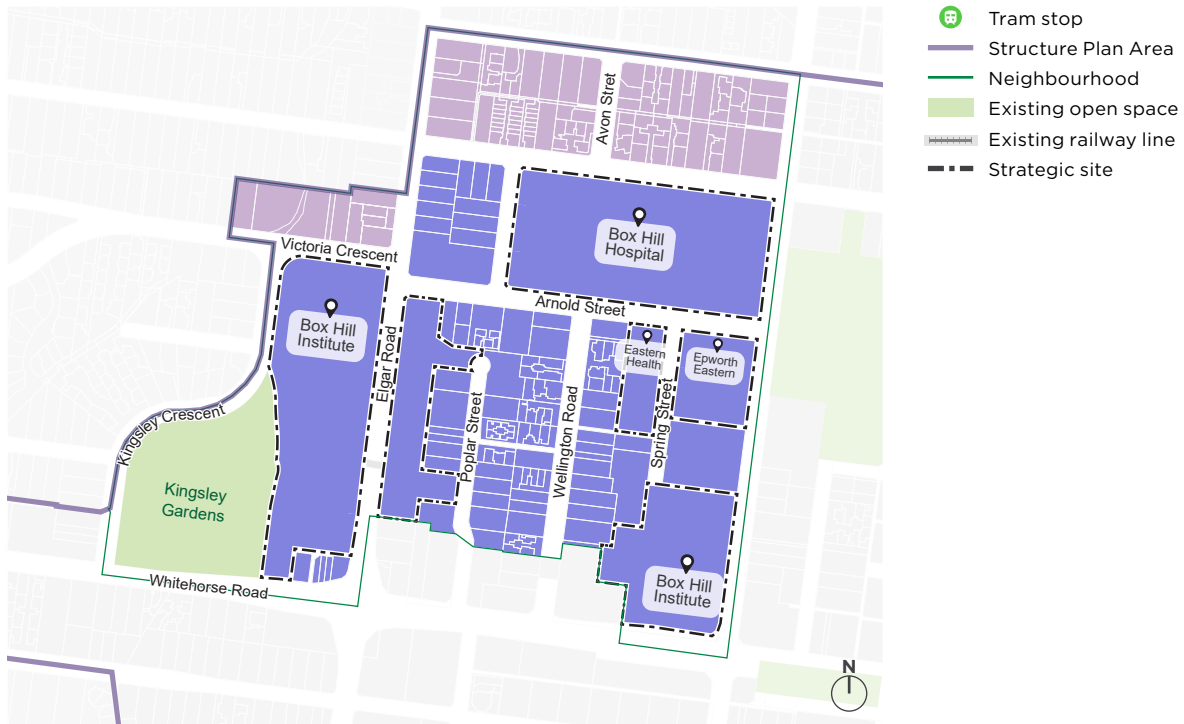 Tram stop
Structure Plan Area
Neighbourhood
Existing open space
Existing railway line
Strategic site
Avon Stret
Box Hill
Hospital
Victoria Crescent
Arnold Street
Box Hill
Institute
Elgar Road
Eastern
Health
Epworth
Eastern
Kingsley Crescent
Poplar Street
Wellington Road
Spring Street
Kingsley
Gardens
Whitehorse Road
Box Hill
Institute
N